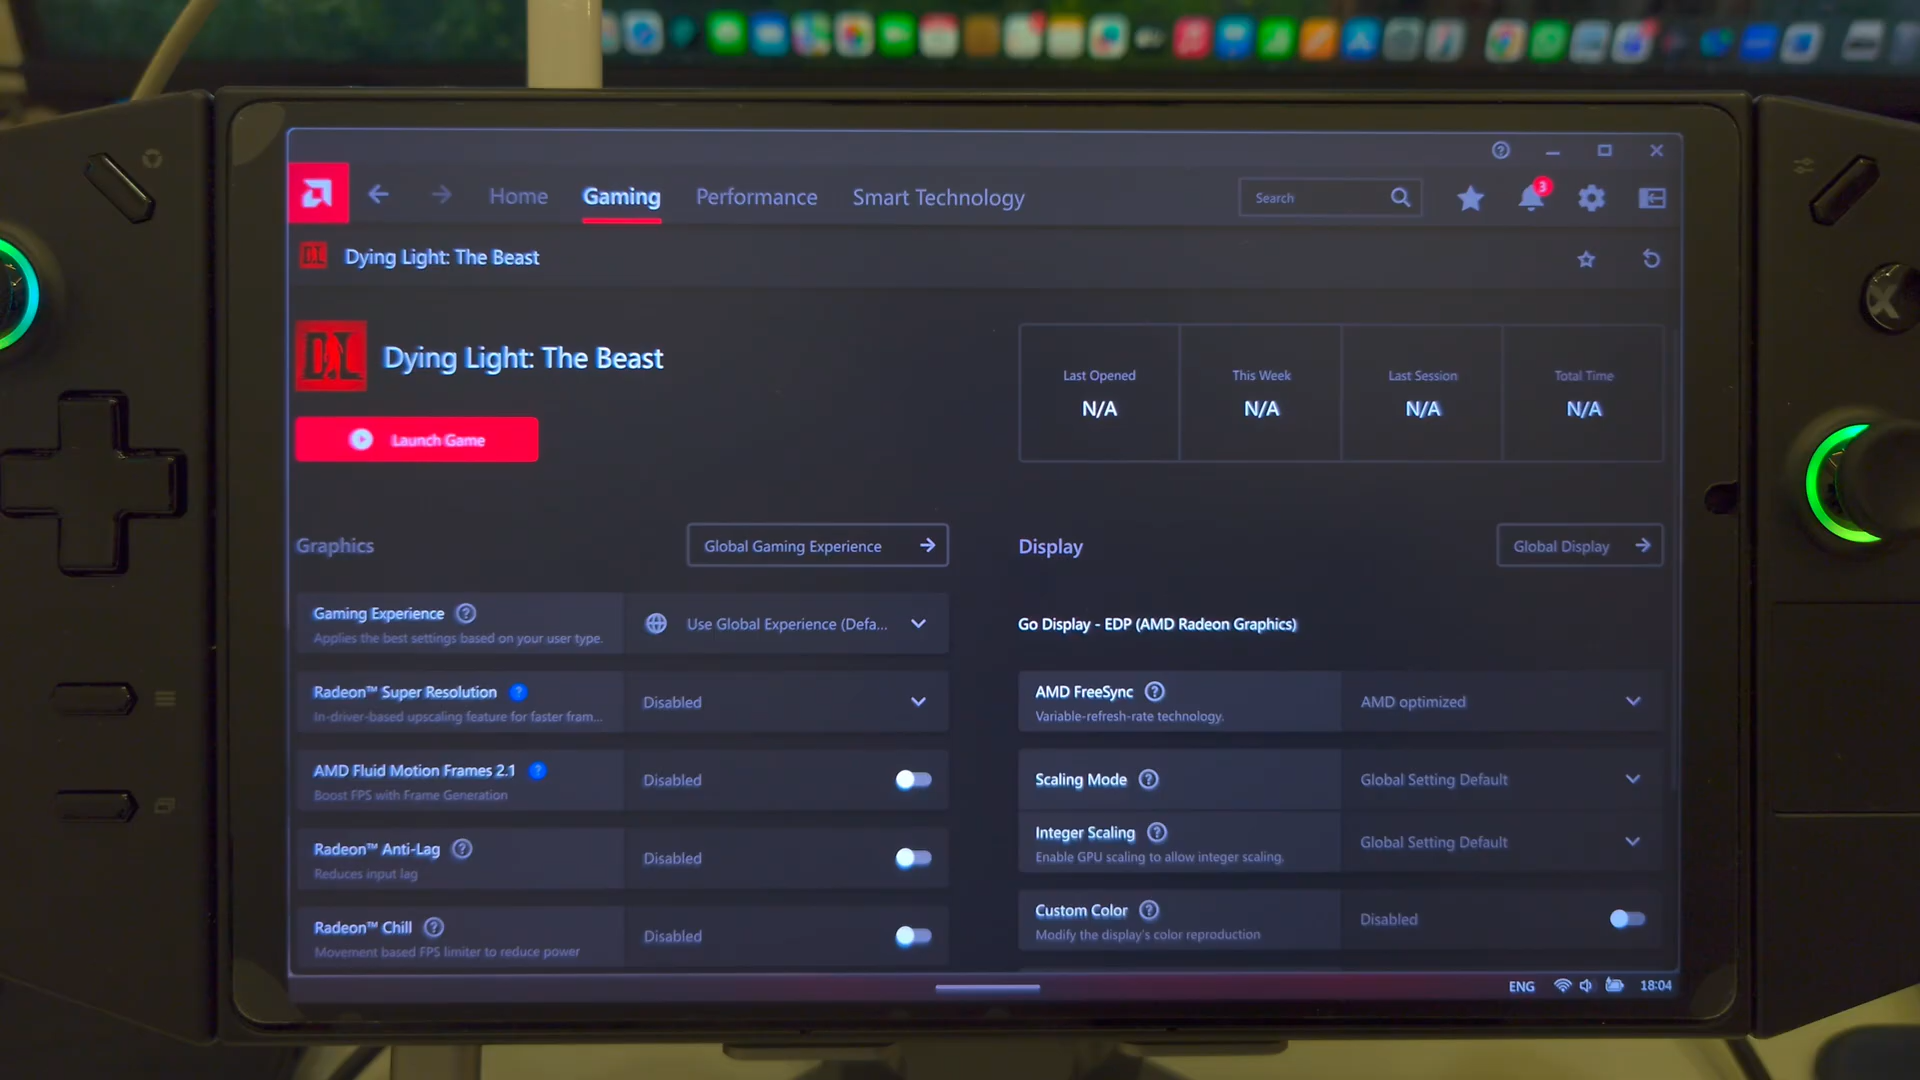 Home Gaming Performance Smart Technology Search 3
DL Dying Light: The Beast
DL Dying Light: The Beast
Launch Game
Last Opened This Week Last Session Total Time
N/A N/A N/A N/A
Graphics Global Gaming Experience
Gaming Experience ? Use Global Experience (Defa...
Applies the best settings based on your user type.
Radeon™ Super Resolution ? Disabled
In-driver-based upscaling feature for faster fram...
AMD Fluid Motion Frames 2.1 ? Disabled
Boost FPS with Frame Generation
Radeon™ Anti-Lag ? Disabled
Reduces input lag
Radeon™ Chill ? Disabled
Movement based FPS limiter to reduce power
Display Global Display
Go Display - EDP (AMD Radeon Graphics)
AMD FreeSync ? AMD optimized
Variable-refresh-rate technology.
Scaling Mode ? Global Setting Default
Integer Scaling ? Global Setting Default
Enable GPU scaling to allow integer scaling.
Custom Color ? Disabled
Modify the display's color reproduction
ENG 18:04